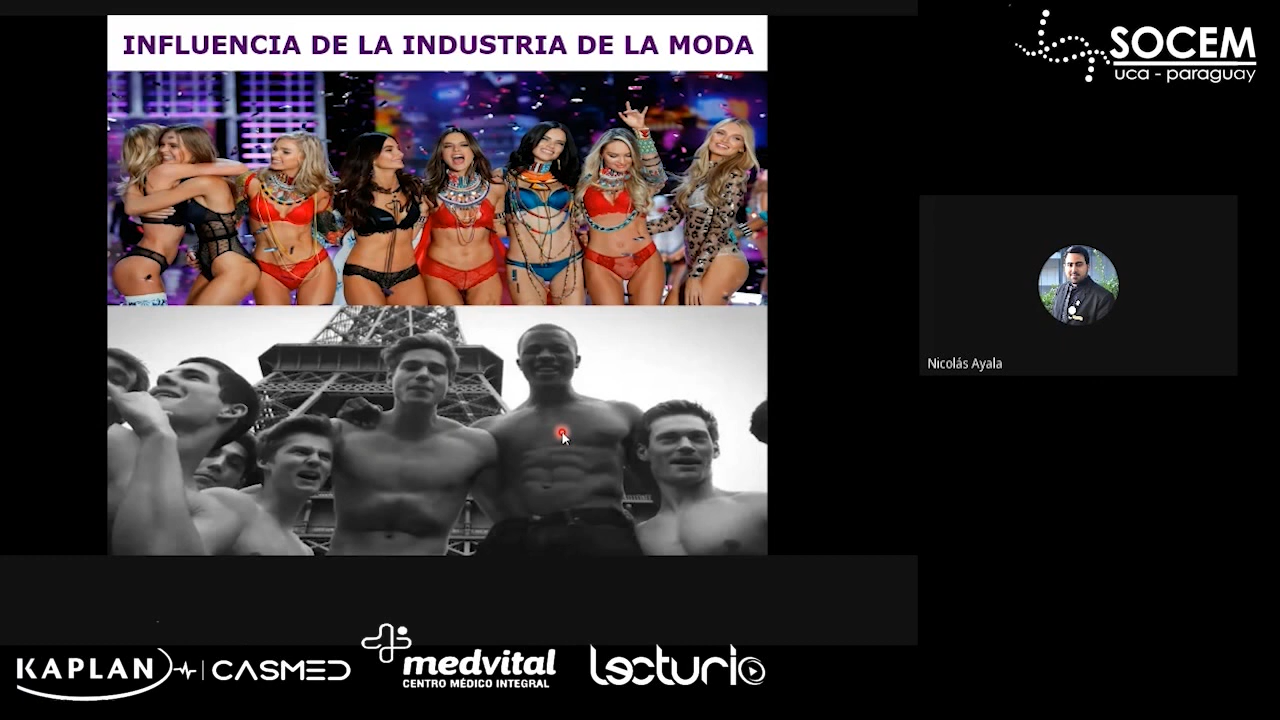 INFLUENCIA DE LA INDUSTRIA DE LA MODA
SOCEM
uca - paraguay
Nicolás Ayala
KAPLAN
CASMED
medvital
CENTRO MÉDICO INTEGRAL
lecturio